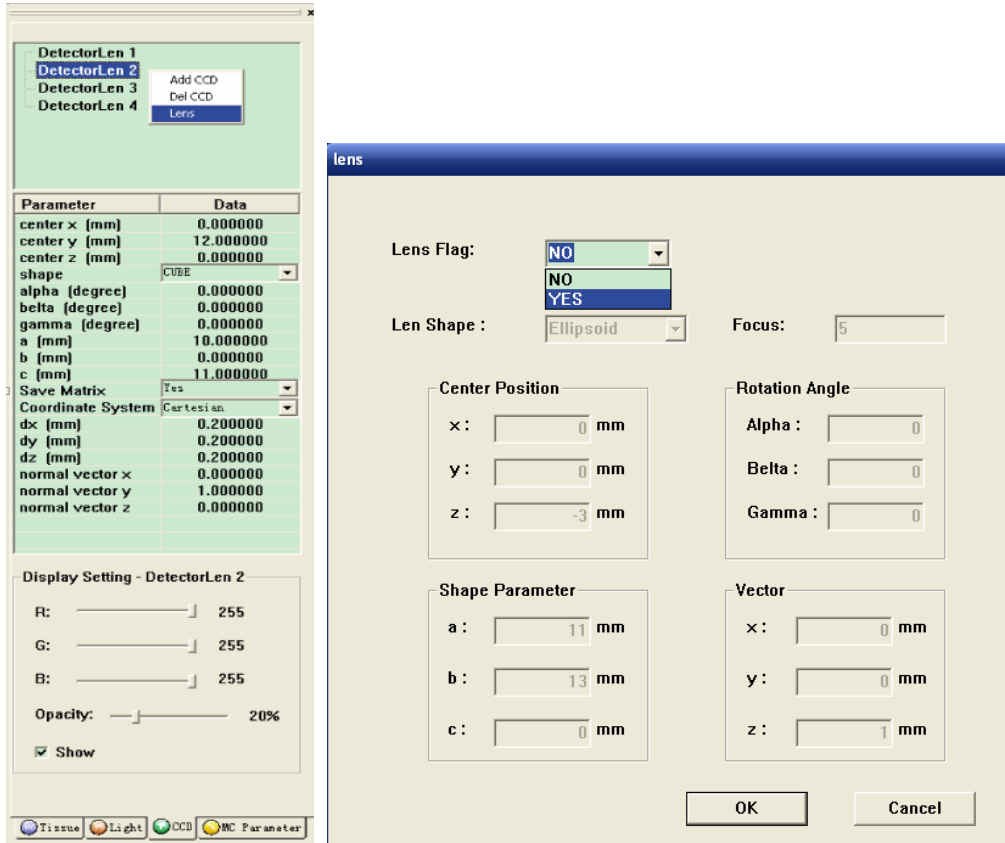 x
DetectorLen 1
DetectorLen 2
DetectorLen 3
DetectorLen 4
Add CCD
Del CCD
Lens
Parameter Data
center x (mm) 0.000000
center y (mm) 12.000000
center z (mm) 0.000000
shape CUBE
alpha (degree) 0.000000
belta (degree) 0.000000
gamma (degree) 0.000000
a (mm) 10.000000
b (mm) 0.000000
c (mm) 11.000000
Save Matrix Yes
Coordinate System Cartesian
dx (mm) 0.200000
dy (mm) 0.200000
dz (mm) 0.200000
normal vector x 0.000000
normal vector y 1.000000
normal vector z 0.000000
Display Setting - DetectorLen 2
R: 255
G: 255
B: 255
Opacity: 20%
Show
Tissue Light CCD MC Parameter
lens
Lens Flag: NO
NO
YES
Len Shape : Ellipsoid Focus: 5
Center Position
x : 0 mm
y : 0 mm
z : -3 mm
Rotation Angle
Alpha : 0
Belta : 0
Gamma : 0
Shape Parameter
a : 11 mm
b : 13 mm
c : 0 mm
Vector
x : 0 mm
y : 0 mm
z : 1 mm
OK Cancel